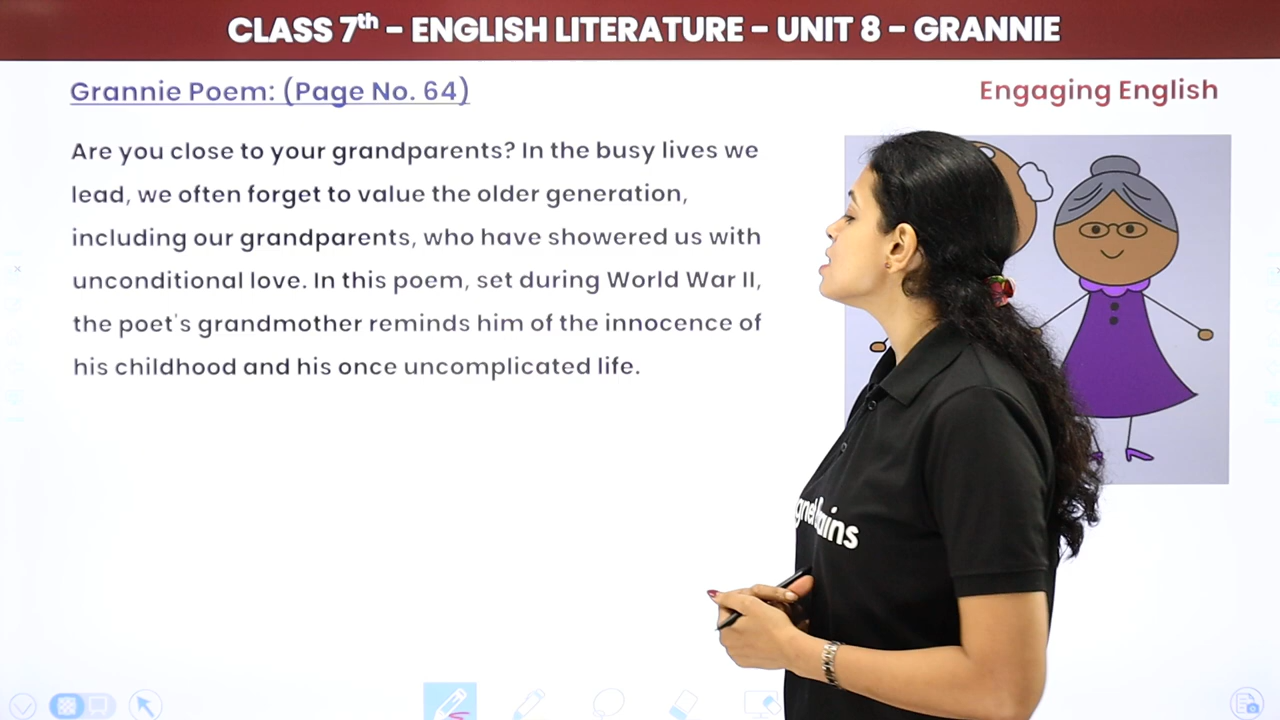 CLASS 7th - ENGLISH LITERATURE - UNIT 8 - GRANNIE
Grannie Poem: (Page No. 64)
Engaging English
Are you close to your grandparents? In the busy lives we
lead, we often forget to value the older generation,
including our grandparents, who have showered us with
unconditional love. In this poem, set during World War II,
the poet's grandmother reminds him of the innocence of
his childhood and his once uncomplicated life.